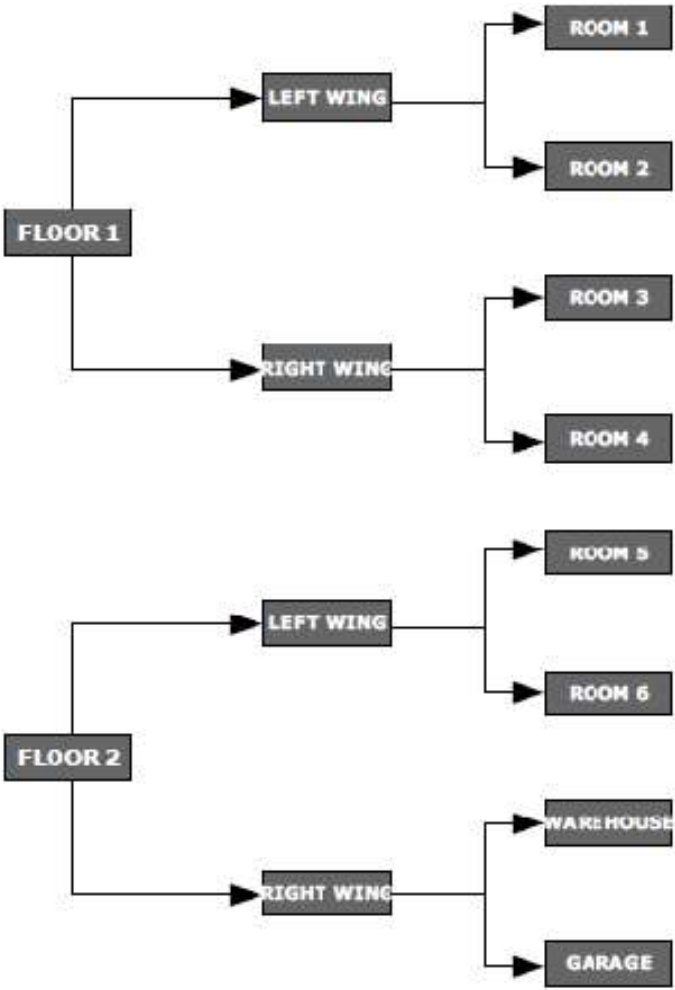 ROOM 1
LEFT WING
ROOM 2
FLOOR 1
ROOM 3
RIGHT WING
ROOM 4
ROOM 5
LEFT WING
ROOM 6
FLOOR 2
WAREHOUSE
RIGHT WING
GARAGE